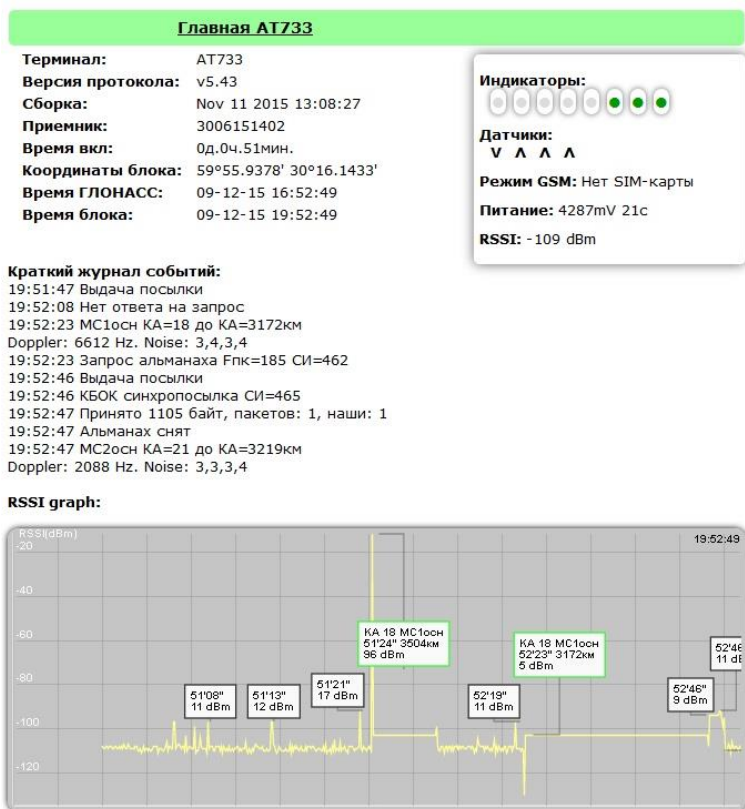 Главная АТ733
Терминал: АТ733
Версия протокола: v5.43
Сборка: Nov 11 2015 13:08:27
Приемник: 3006151402
Время вкл: 0д.0ч.51мин.
Координаты блока: 59°55.9378' 30°16.1433'
Время ГЛОНАСС: 09-12-15 16:52:49
Время блока: 09-12-15 19:52:49
Индикаторы:
Датчики:
V Λ Λ Λ
Режим GSM: Нет SIM-карты
Питание: 4287mV 21c
RSSI: -109 dBm
Краткий журнал событий:
19:51:47 Выдача посылки
19:52:08 Нет ответа на запрос
19:52:23 МС1осн КА=18 до КА=3172км
Doppler: 6612 Hz. Noise: 3,4,3,4
19:52:23 Запрос альманаха Fпк=185 СИ=462
19:52:46 Выдача посылки
19:52:46 КБОК синхропосылка СИ=465
19:52:47 Принято 1105 байт, пакетов: 1, наши: 1
19:52:47 Альманах снят
19:52:47 МС2осн КА=21 до КА=3219км
Doppler: 2088 Hz. Noise: 3,3,3,4
RSSI graph:
RSSI(dBm)
19:52:49
-20
-40
-60
-80
-100
-120
51'08"
11 dBm
51'13"
12 dBm
51'21"
17 dBm
КА 18 МС1осн
51'24" 3504км
96 dBm
52'19"
11 dBm
КА 18 МС1осн
52'23" 3172км
5 dBm
52'46"
9 dBm
52'46
11 dB